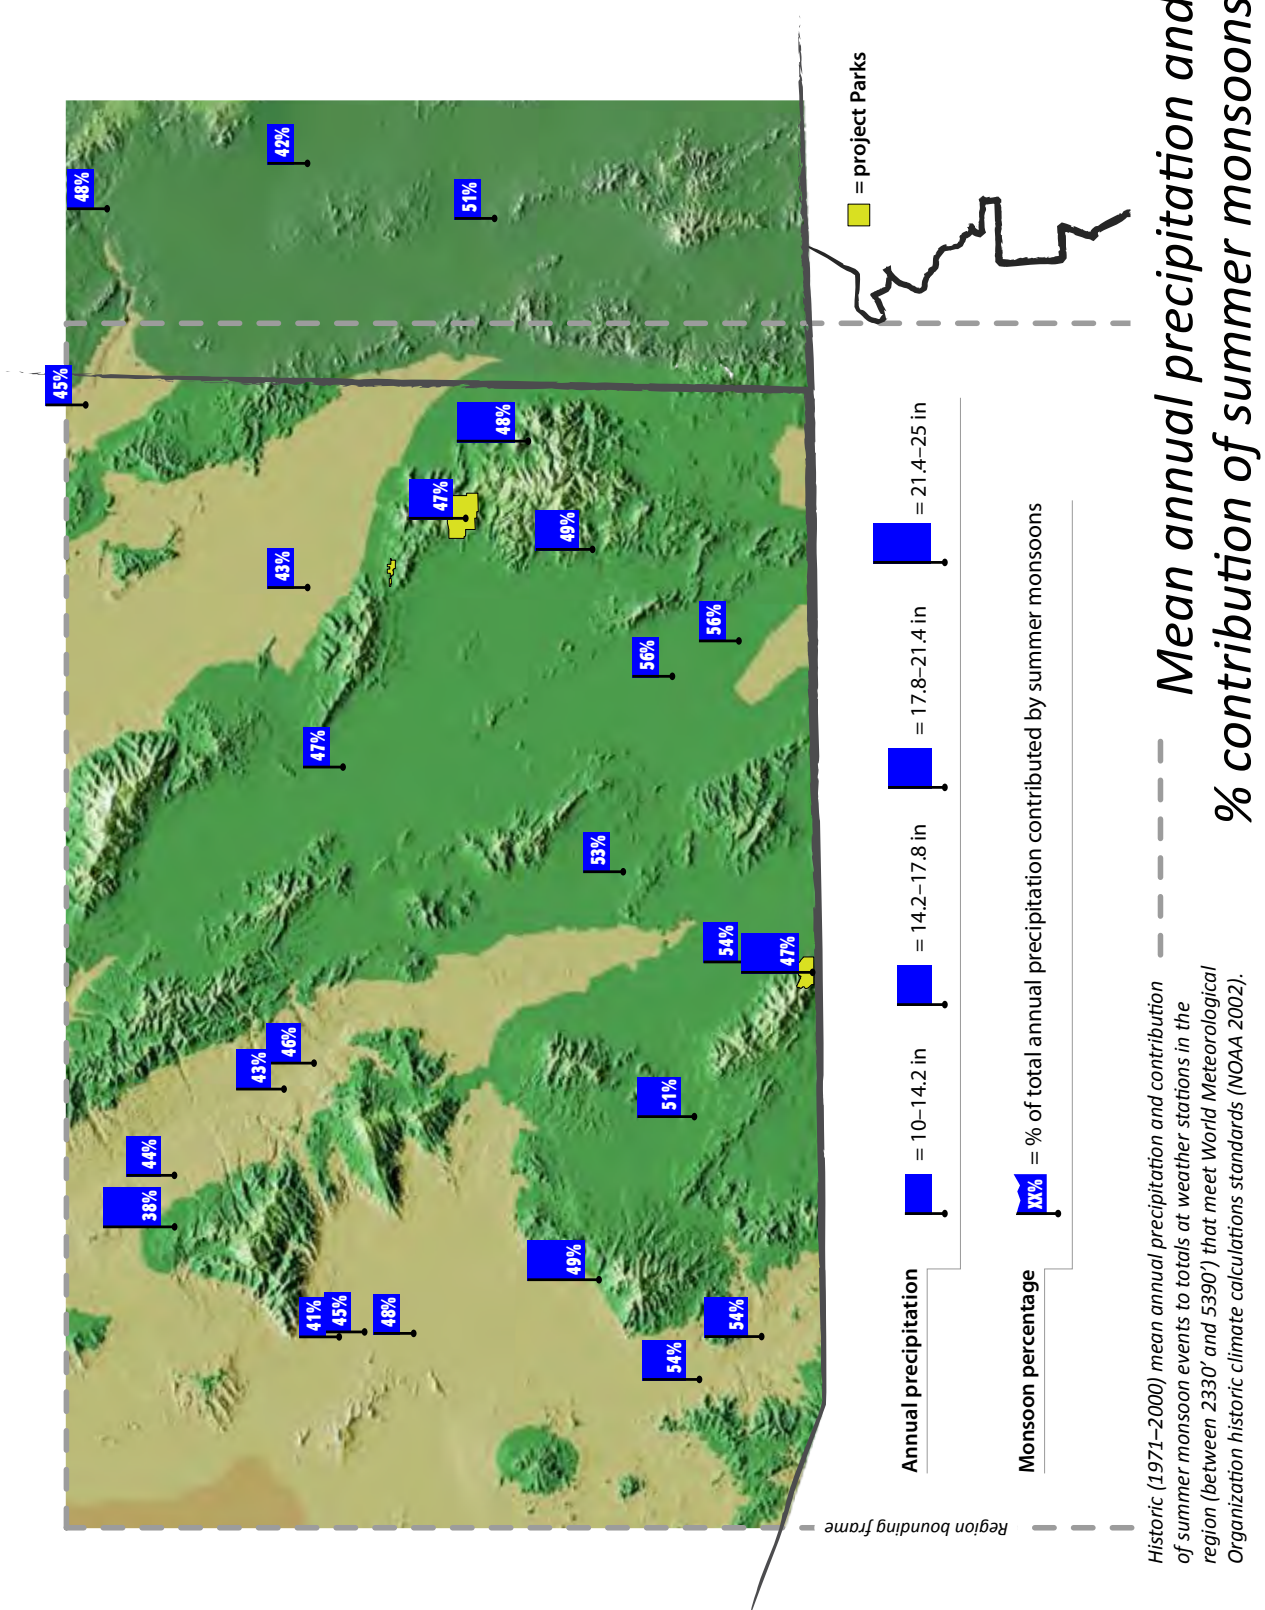 45%
48%
38%
44%
43%
46%
43%
42%
41%
47%
45%
48%
47%
51%
48%
49%
49%
53%
56%
51%
54%
56%
54%
54%
47%
= project Parks
Region bounding frame
Annual precipitation = 10–14.2 in = 14.2–17.8 in = 17.8–21.4 in = 21.4–25 in
Monsoon percentage XX% = % of total annual precipitation contributed by summer monsoons
Historic (1971–2000) mean annual precipitation and contribution
of summer monsoon events to totals at weather stations in the
region (between 2330’ and 5390’) that meet World Meteorological
Organization historic climate calculations standards (NOAA 2002).
Mean annual precipitation and
% contribution of summer monsoons